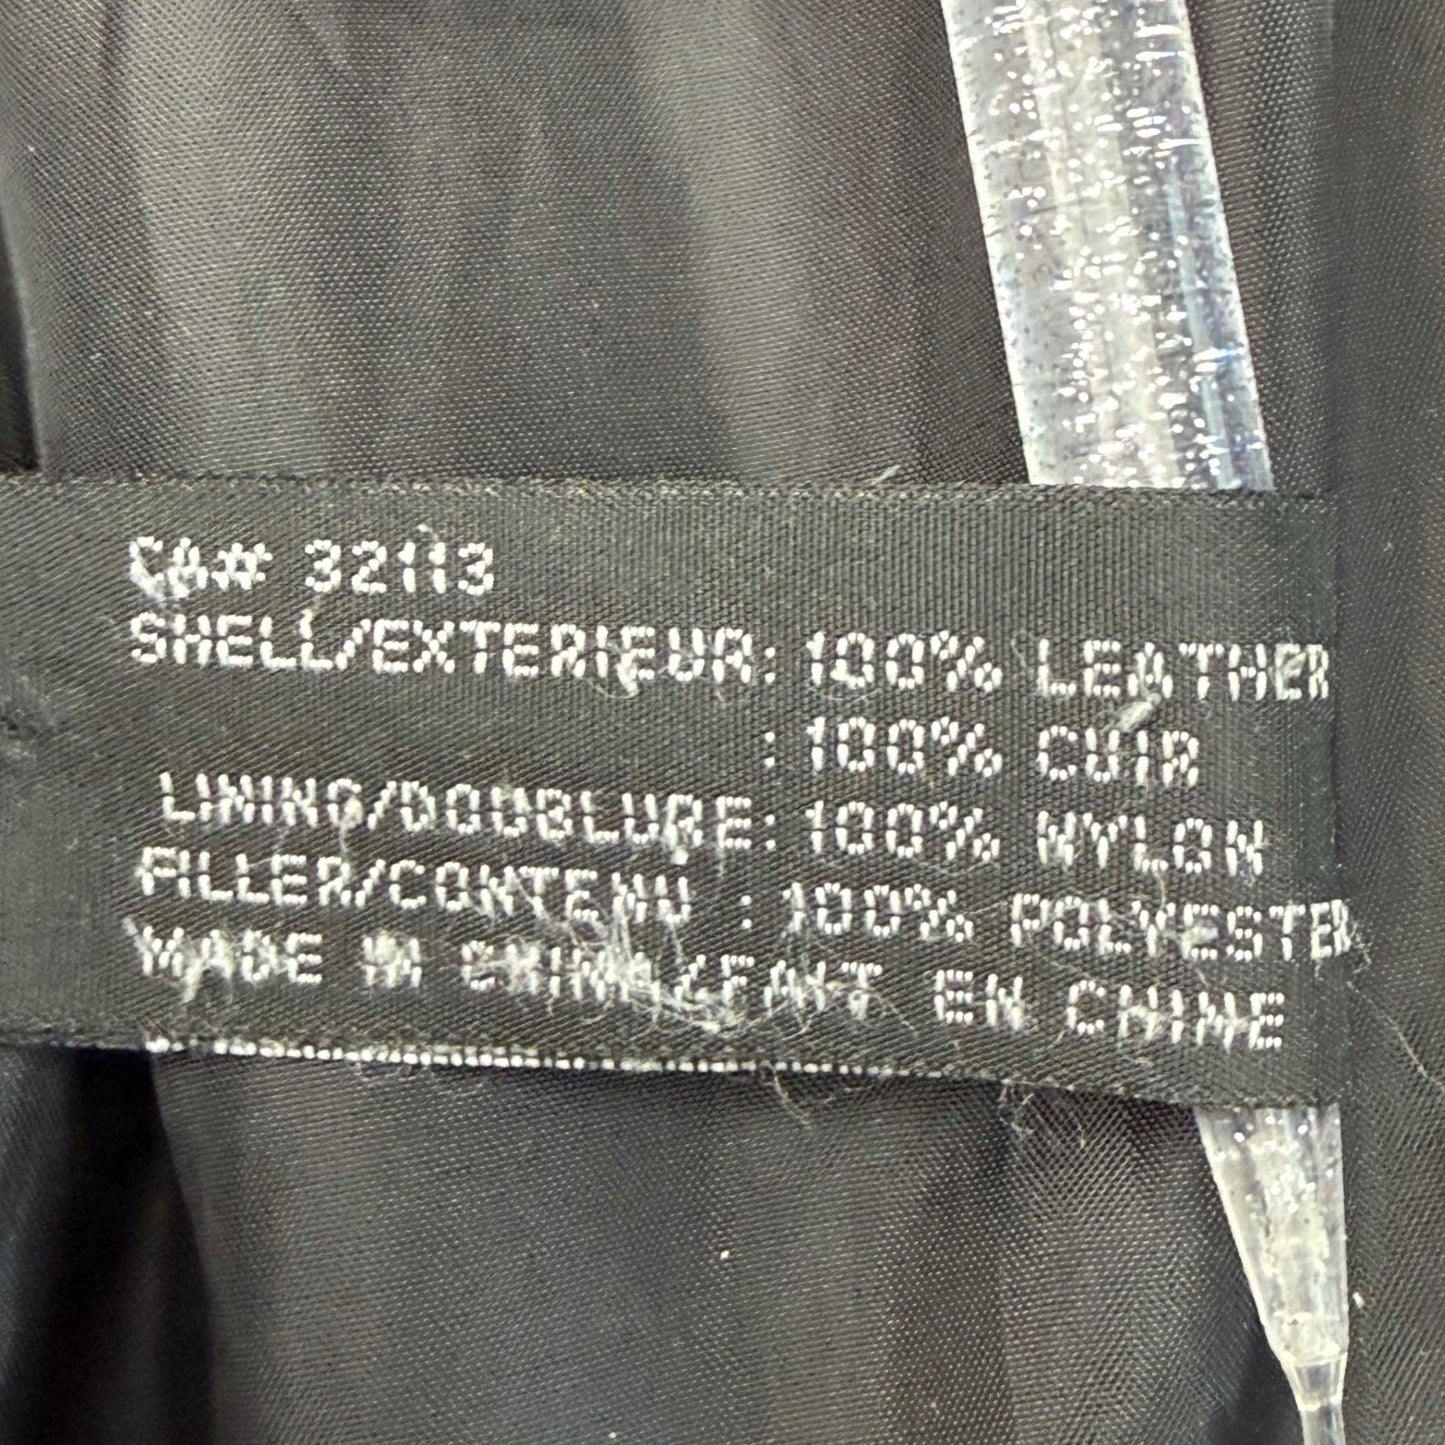 CA# 32113
SHELL/EXTERIEUR: 100% LEATHER
: 100% CUIR
LINING/DOUBLURE: 100% NYLON
FILLER/CONTENU : 100% POLYESTER
MADE IN CHINA/FAIT EN CHINE